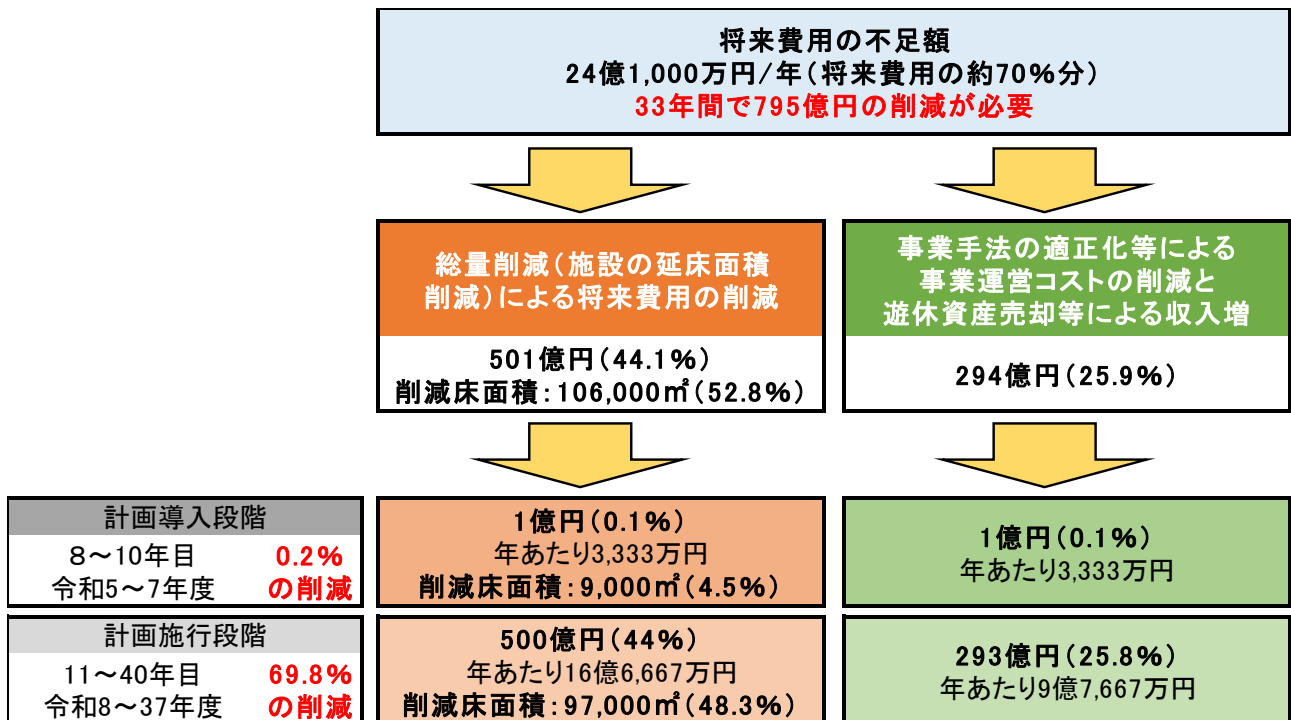 将来費用の不足額
24億1,000万円/年(将来費用の約70%分)
33年間で795億円の削減が必要
総量削減(施設の延床面積
削減)による将来費用の削減
501億円(44.1%)
削減床面積:106,000㎡(52.8%)
事業手法の適正化等による
事業運営コストの削減と
遊休資産売却等による収入増
294億円(25.9%)
計画導入段階
8~10年目 0.2%
令和5~7年度 の削減
1億円(0.1%)
年あたり3,333万円
削減床面積:9,000㎡(4.5%)
1億円(0.1%)
年あたり3,333万円
計画施行段階
11~40年目 69.8%
令和8~37年度 の削減
500億円(44%)
年あたり16億6,667万円
削減床面積:97,000㎡(48.3%)
293億円(25.8%)
年あたり9億7,667万円